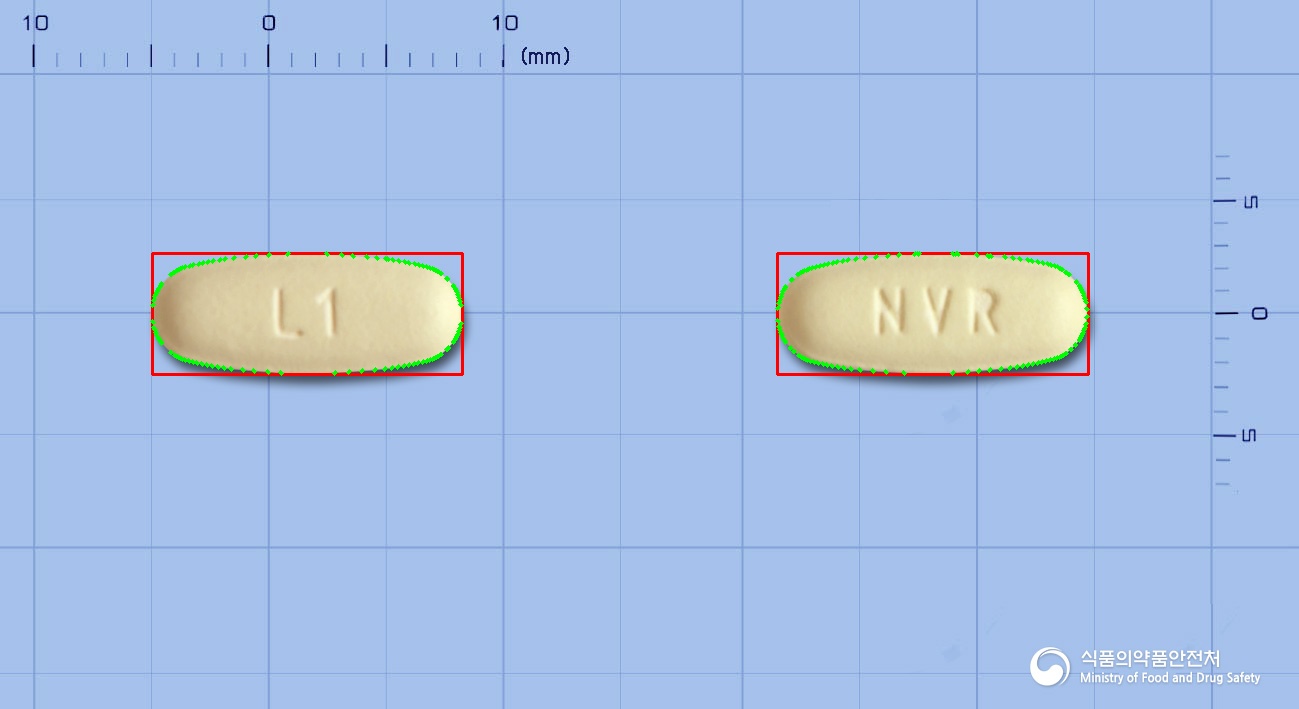 10 0 10
(mm)
5
0
5
L1
NVR
식품의약품안전처
Ministry of Food and Drug Safety